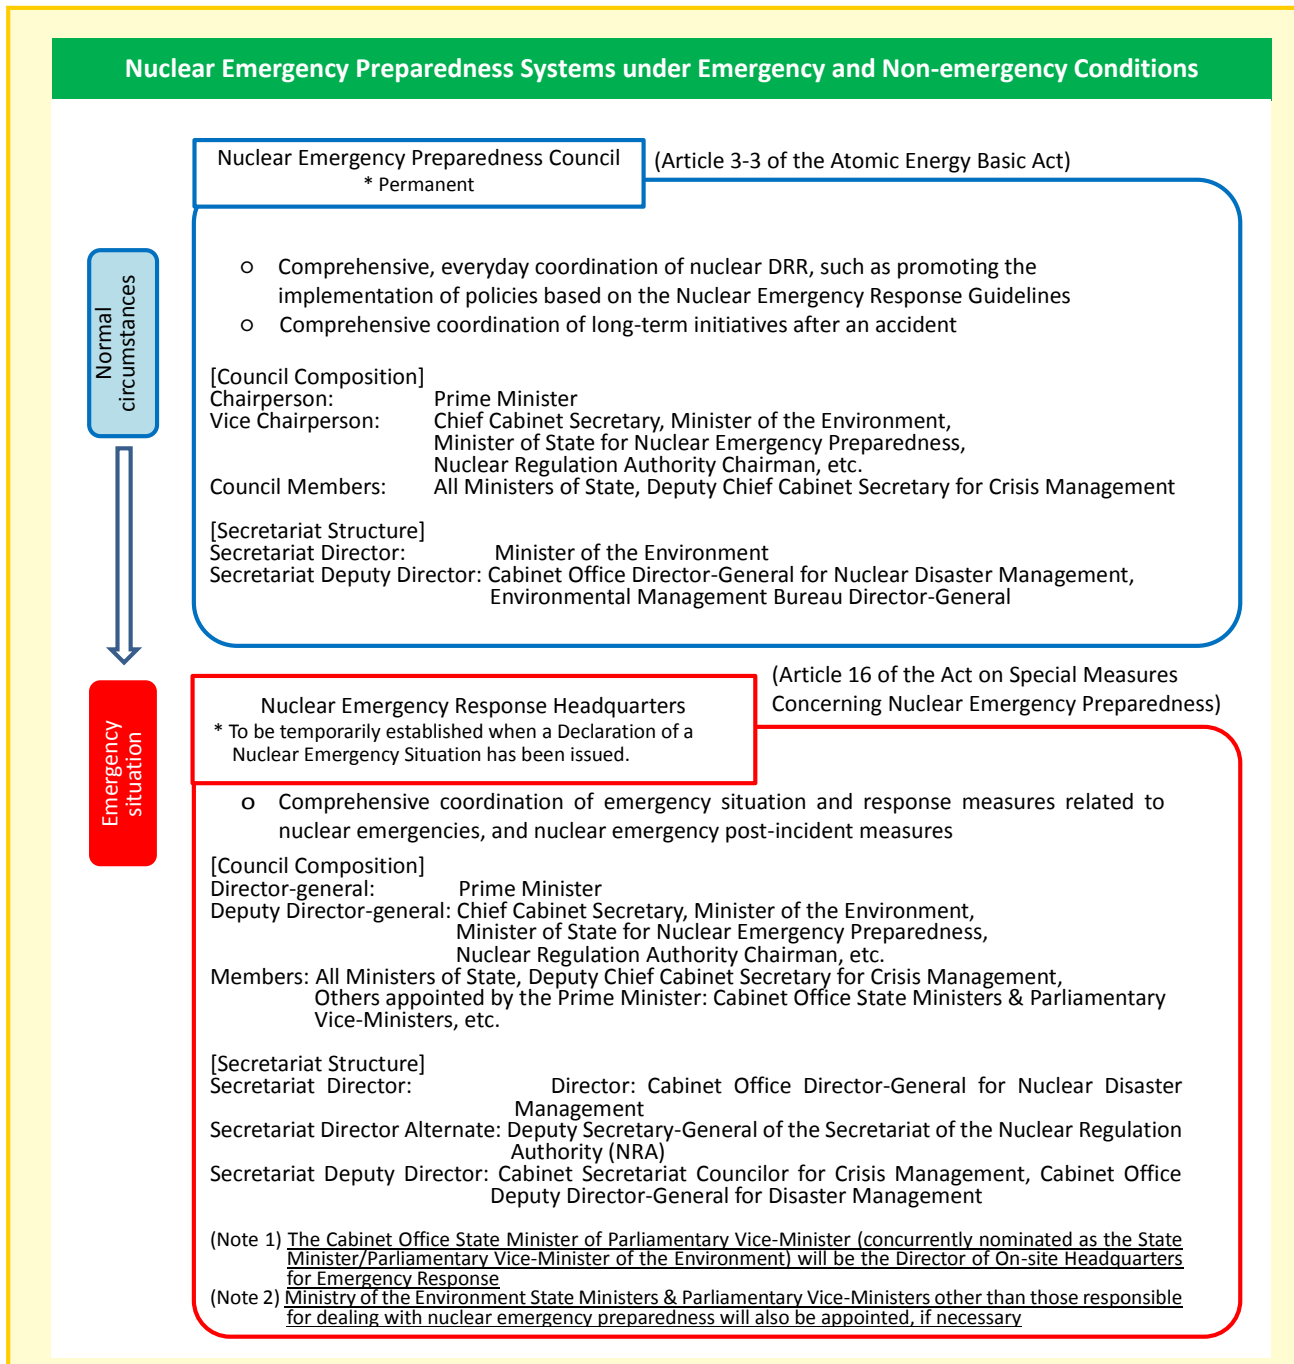 Nuclear Emergency Preparedness Systems under Emergency and Non-emergency Conditions
Nuclear Emergency Preparedness Council
* Permanent
(Article 3-3 of the Atomic Energy Basic Act)
Normal
circumstances
○ Comprehensive, everyday coordination of nuclear DRR, such as promoting the
implementation of policies based on the Nuclear Emergency Response Guidelines
○ Comprehensive coordination of long-term initiatives after an accident
[Council Composition]
Chairperson: Prime Minister
Vice Chairperson: Chief Cabinet Secretary, Minister of the Environment,
Minister of State for Nuclear Emergency Preparedness,
Nuclear Regulation Authority Chairman, etc.
Council Members: All Ministers of State, Deputy Chief Cabinet Secretary for Crisis Management
[Secretariat Structure]
Secretariat Director: Minister of the Environment
Secretariat Deputy Director: Cabinet Office Director-General for Nuclear Disaster Management,
Environmental Management Bureau Director-General
(Article 16 of the Act on Special Measures
Concerning Nuclear Emergency Preparedness)
Emergency
situation
Nuclear Emergency Response Headquarters
* To be temporarily established when a Declaration of a
Nuclear Emergency Situation has been issued.
o Comprehensive coordination of emergency situation and response measures related to
nuclear emergencies, and nuclear emergency post-incident measures
[Council Composition]
Director-general: Prime Minister
Deputy Director-general: Chief Cabinet Secretary, Minister of the Environment,
Minister of State for Nuclear Emergency Preparedness,
Nuclear Regulation Authority Chairman, etc.
Members: All Ministers of State, Deputy Chief Cabinet Secretary for Crisis Management,
Others appointed by the Prime Minister: Cabinet Office State Ministers & Parliamentary
Vice-Ministers, etc.
[Secretariat Structure]
Secretariat Director: Director: Cabinet Office Director-General for Nuclear Disaster
Management
Secretariat Director Alternate: Deputy Secretary-General of the Secretariat of the Nuclear Regulation
Authority (NRA)
Secretariat Deputy Director: Cabinet Secretariat Councilor for Crisis Management, Cabinet Office
Deputy Director-General for Disaster Management
(Note 1) The Cabinet Office State Minister of Parliamentary Vice-Minister (concurrently nominated as the State
Minister/Parliamentary Vice-Minister of the Environment) will be the Director of On-site Headquarters
for Emergency Response
(Note 2) Ministry of the Environment State Ministers & Parliamentary Vice-Ministers other than those responsible
for dealing with nuclear emergency preparedness will also be appointed, if necessary